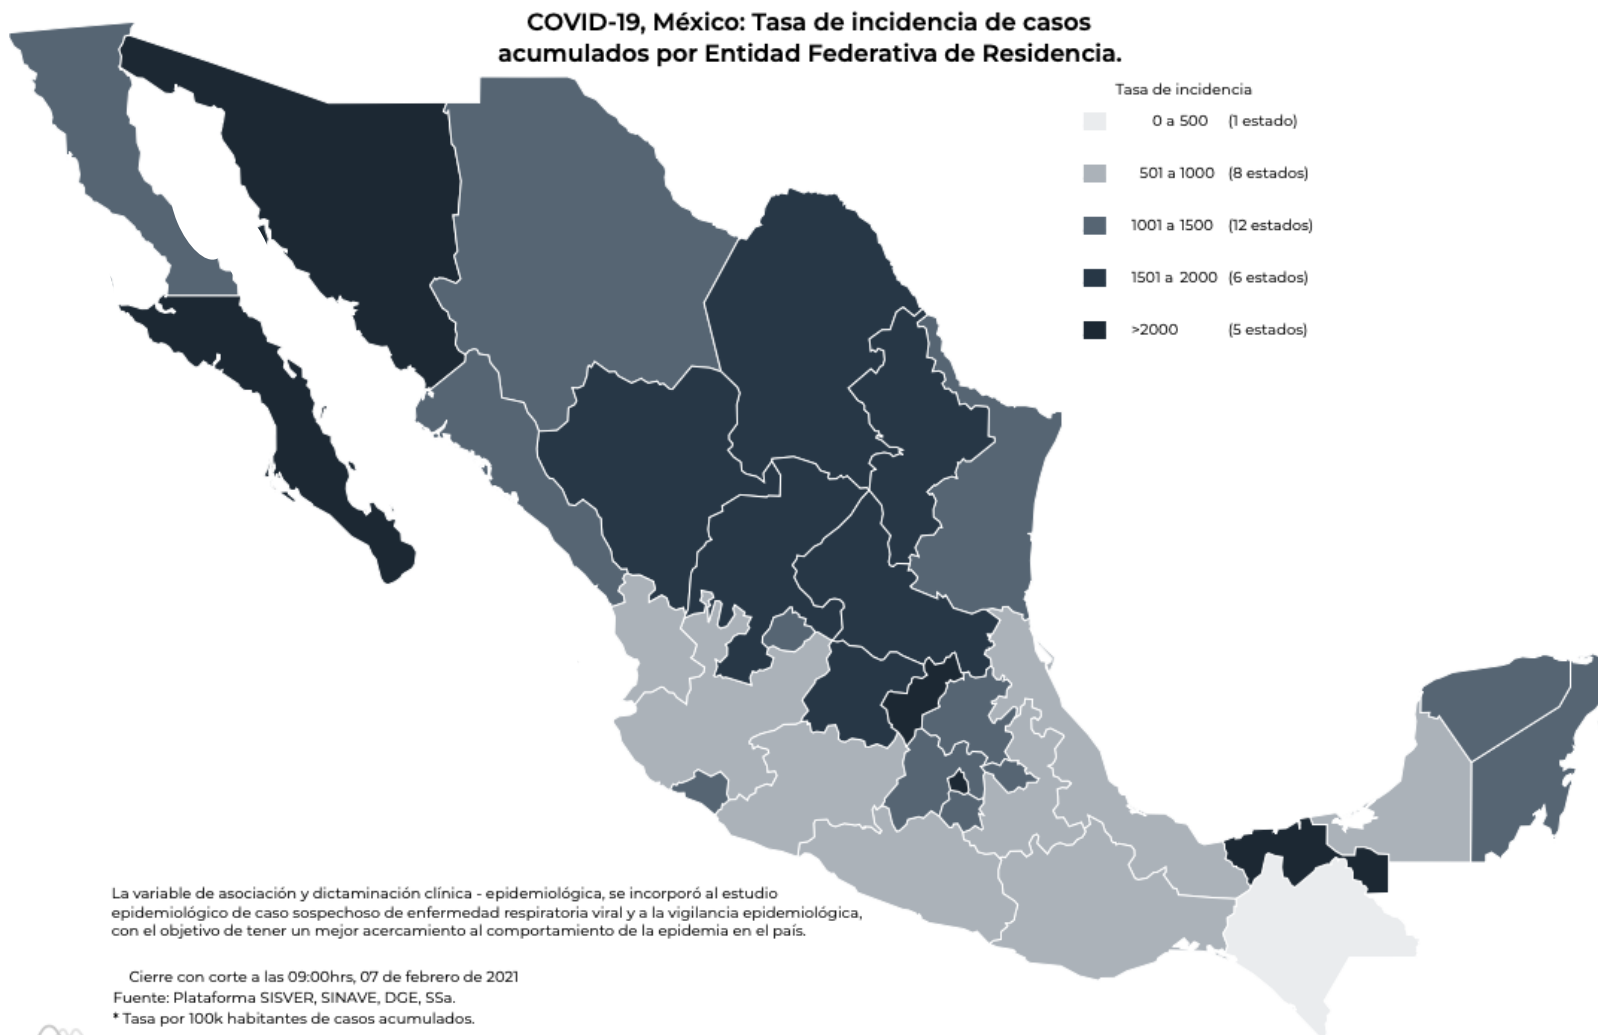 COVID-19, México: Tasa de incidencia de casos
acumulados por Entidad Federativa de Residencia.
Tasa de incidencia
0 a 500 (1 estado)
501 a 1000 (8 estados)
1001 a 1500 (12 estados)
1501 a 2000 (6 estados)
>2000 (5 estados)
La variable de asociación y dictaminación clínica - epidemiológica, se incorporó al estudio
epidemiológico de caso sospechoso de enfermedad respiratoria viral y a la vigilancia epidemiológica,
con el objetivo de tener un mejor acercamiento al comportamiento de la epidemia en el país.
Cierre con corte a las 09:00hrs, 07 de febrero de 2021
Fuente: Plataforma SISVER, SINAVE, DGE, SSa.
* Tasa por 100k habitantes de casos acumulados.